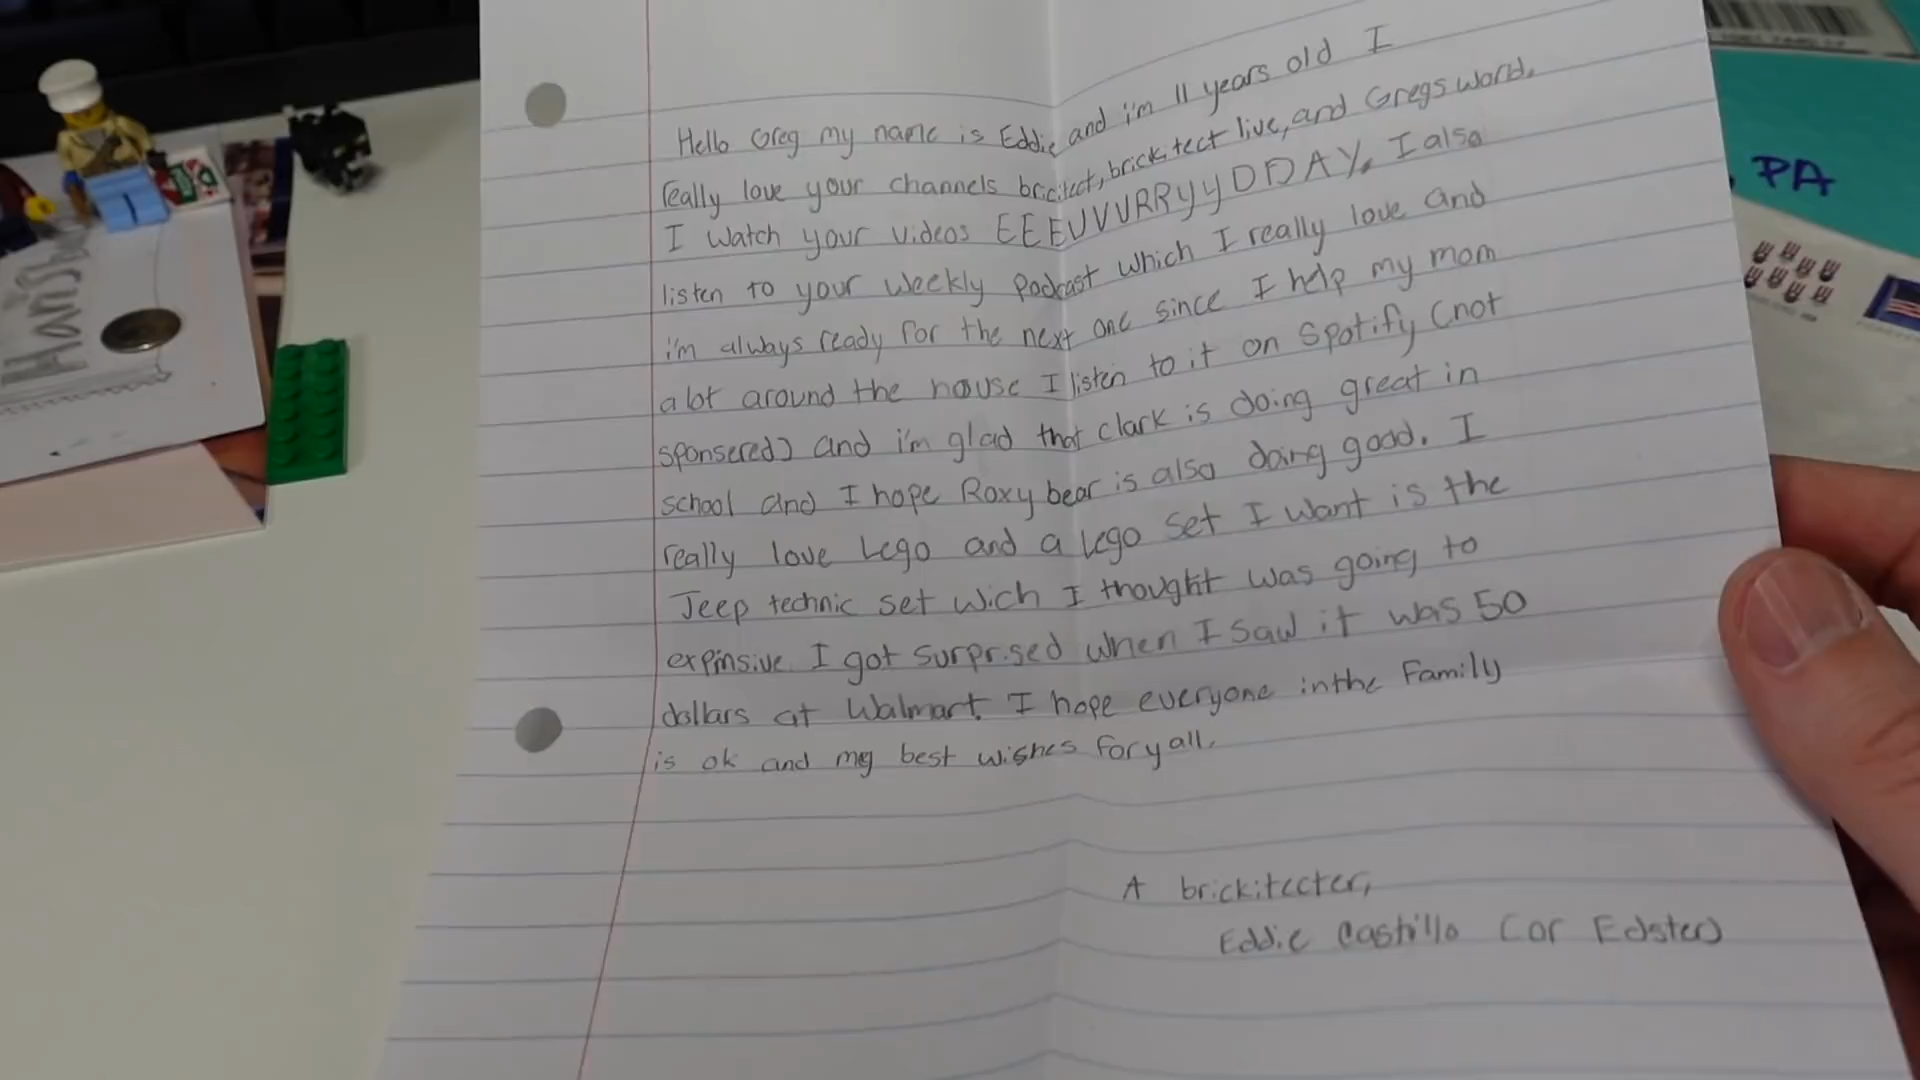 Hello Greg my name is Eddie and i'm 11 years old I
really love your channels bricitect, brickitect live, and Gregs world.
I watch your videos EEEUVVURRYYDDAY. I also
listen to your weekly podcast which I really love and
i'm always ready for the next one since I help my mom
a lot around the house I listen to it on Spotify (not
sponsered) and i'm glad that clark is doing great in
school and I hope Roxy bear is also doing good. I
really love Lego and a Lego set I want is the
Jeep technic set wich I thought was going to
expinsive. I got surprised when I saw it was 50
dollars at Walmart. I hope everyone in the Family
is ok and my best wishes for y all.
A brickitecter,
Eddie Castillo (or Edster)
PA